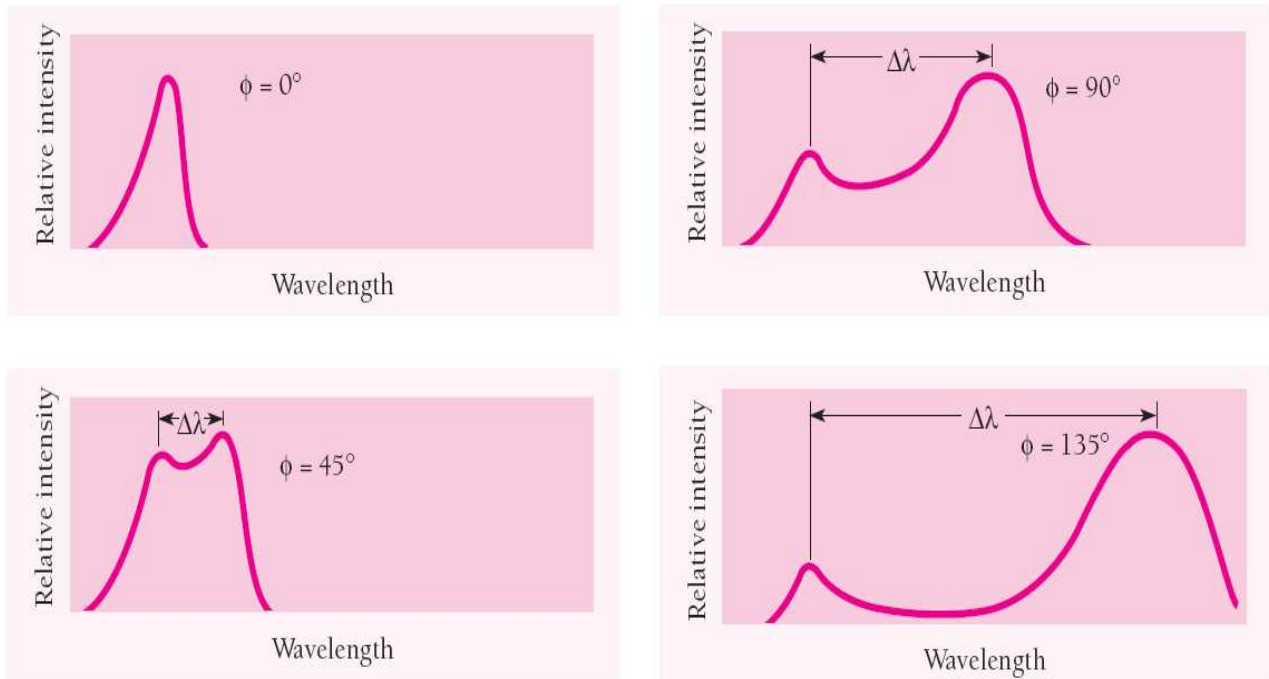 Relative intensity
ϕ = 0°
Wavelength
Relative intensity
Δλ
ϕ = 90°
Wavelength
Relative intensity
Δλ
ϕ = 45°
Wavelength
Relative intensity
Δλ
ϕ = 135°
Wavelength